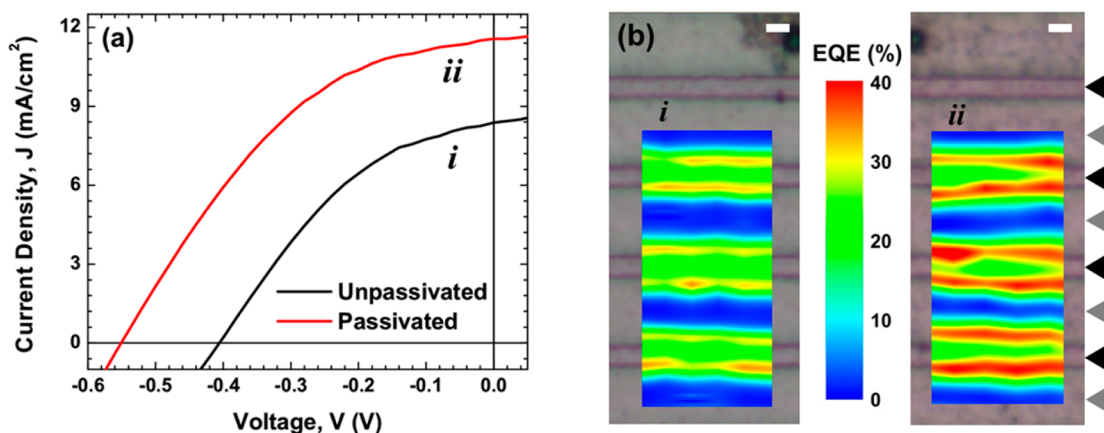 (a)
ii
i
Unpassivated
Passivated
12
9
6
3
0
-0.6 -0.5 -0.4 -0.3 -0.2 -0.1 0.0
Current Density, J (mA/cm²)
Voltage, V (V)
(b)
EQE (%)
i
ii
40
30
20
10
0